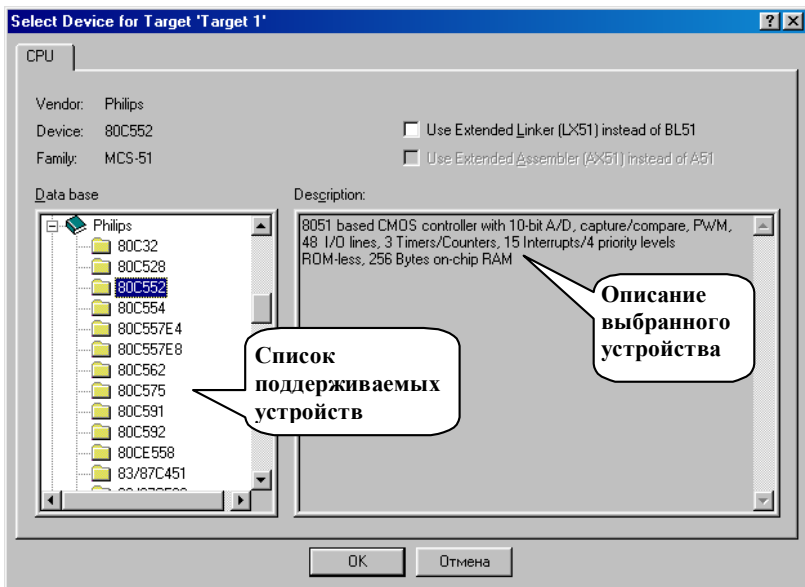 Select Device for Target 'Target 1'
CPU
Vendor: Philips
Device: 80C552
Family: MCS-51
Use Extended Linker (LX51) instead of BL51
Use Extended Assembler (AX51) instead of A51
Data base
Philips
80C32
80C528
80C552
80C554
80C557E4
80C557E8
80C562
80C575
80C591
80C592
80CE558
83/87C451
Description:
8051 based CMOS controller with 10-bit A/D, capture/compare, PWM,
48 I/O lines, 3 Timers/Counters, 15 Interrupts/4 priority levels
ROM-less, 256 Bytes on-chip RAM
Список
поддерживаемых
устройств
Описание
выбранного
устройства
OK
Отмена